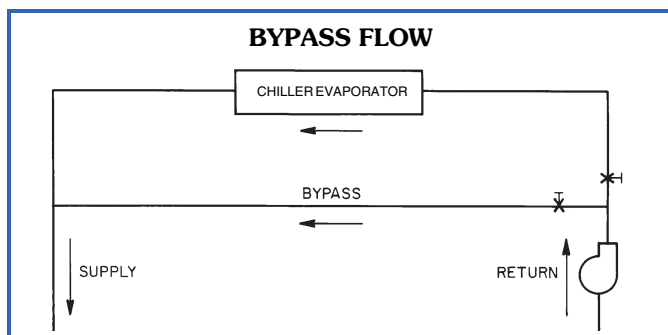 BYPASS FLOW
CHILLER EVAPORATOR
BYPASS
SUPPLY
RETURN